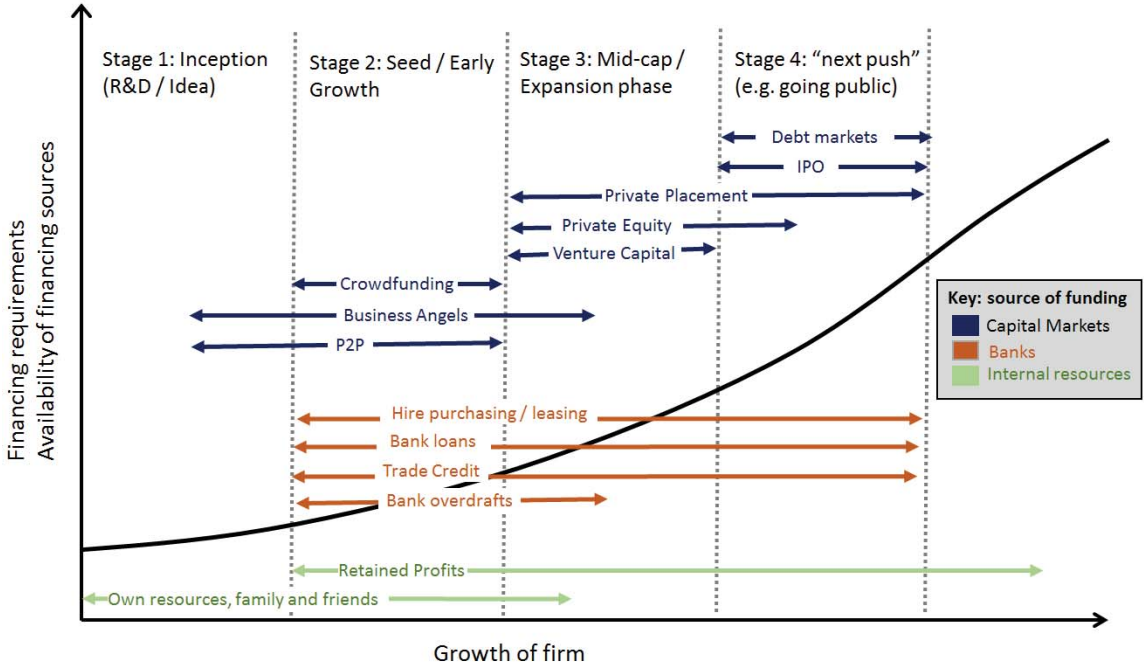 Stage 1: Inception
(R&D / Idea)
Stage 2: Seed / Early
Growth
Stage 3: Mid-cap /
Expansion phase
Stage 4: “next push”
(e.g. going public)
Debt markets
IPO
Private Placement
Private Equity
Venture Capital
Crowdfunding
Business Angels
P2P
Hire purchasing / leasing
Bank loans
Trade Credit
Bank overdrafts
Retained Profits
Own resources, family and friends
Key: source of funding
Capital Markets
Banks
Internal resources
Financing requirements
Availability of financing sources
Growth of firm